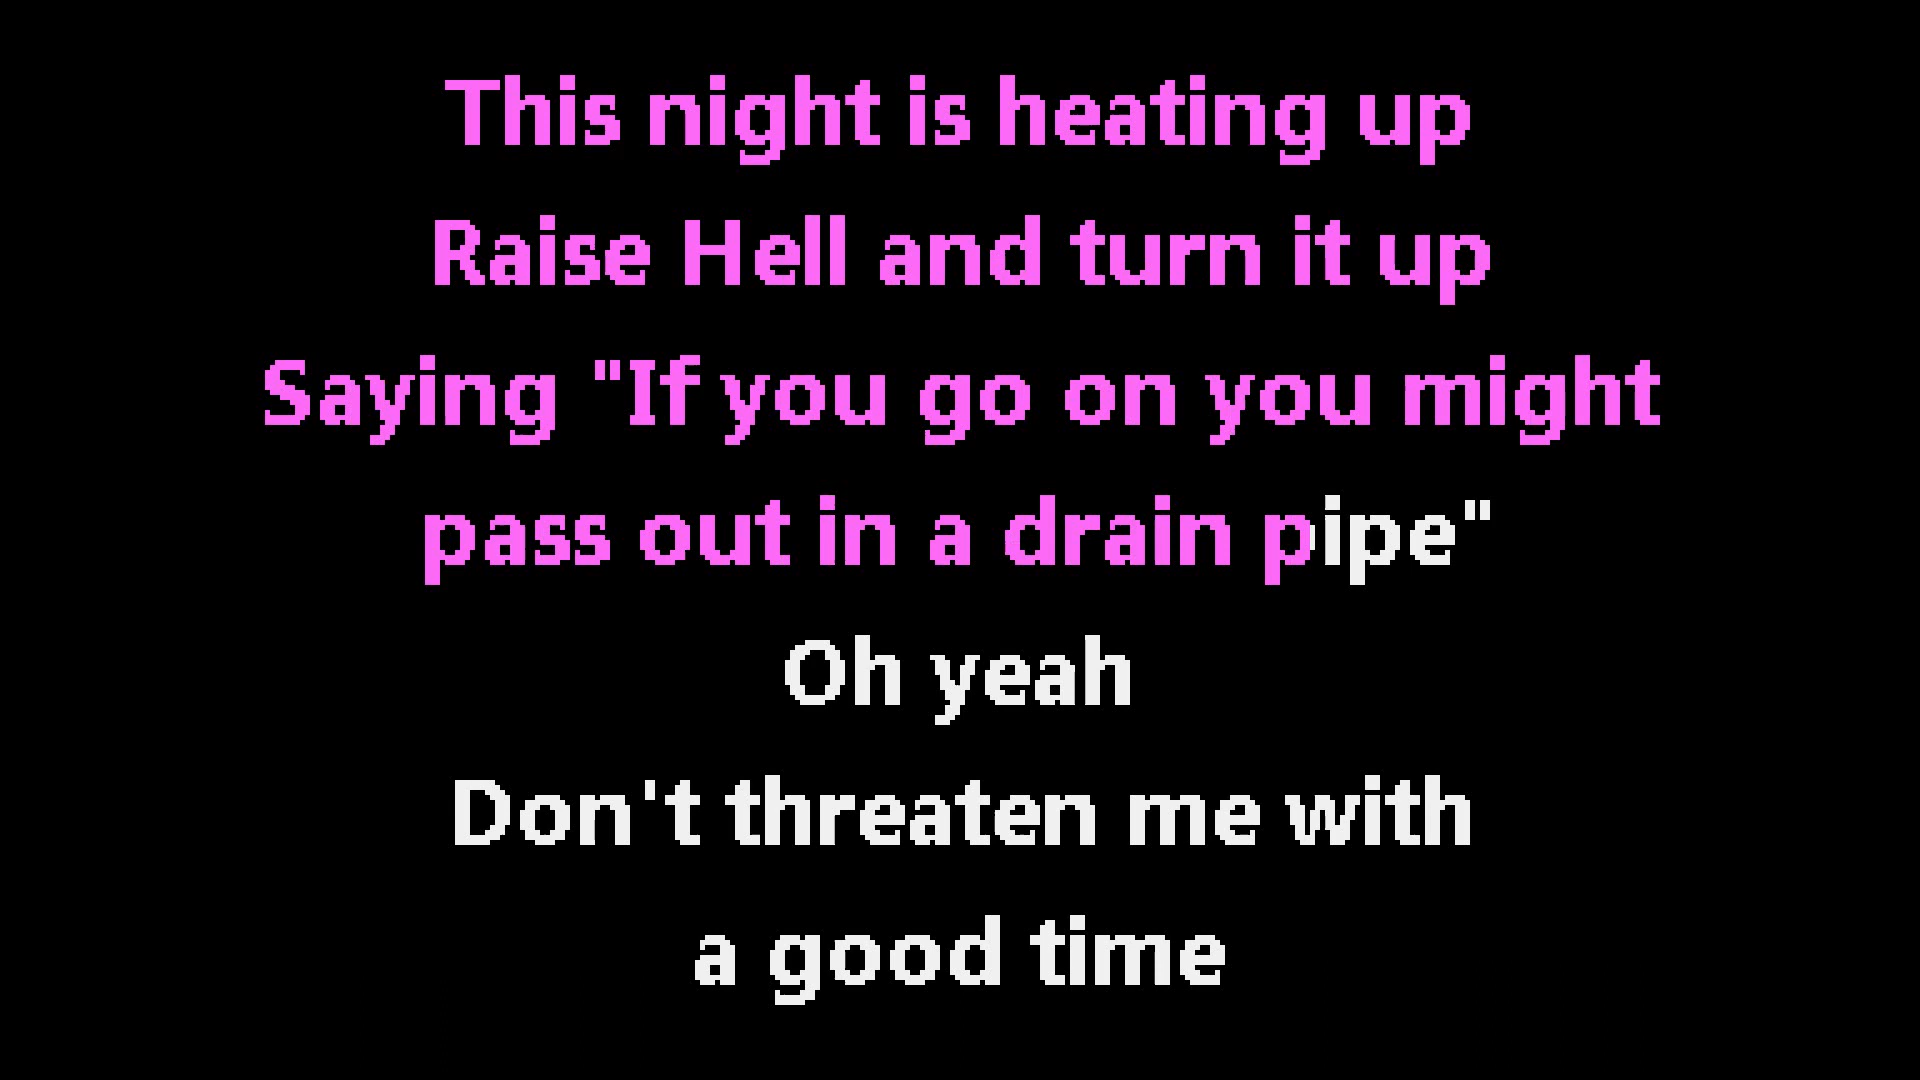 This night is heating up
Raise Hell and turn it up
Saying "If you go on you might
pass out in a drain pipe"
Oh yeah
Don't threaten me with
a good time